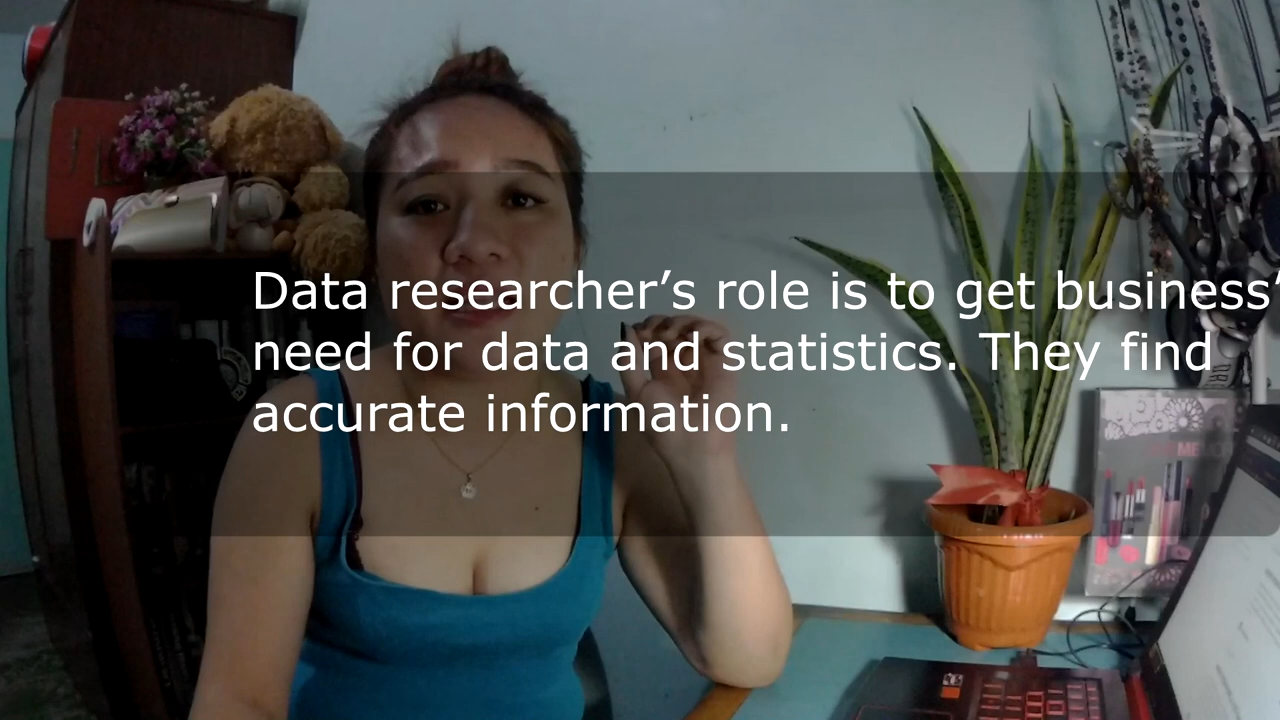 Data researcher’s role is to get business’
need for data and statistics. They find
accurate information.